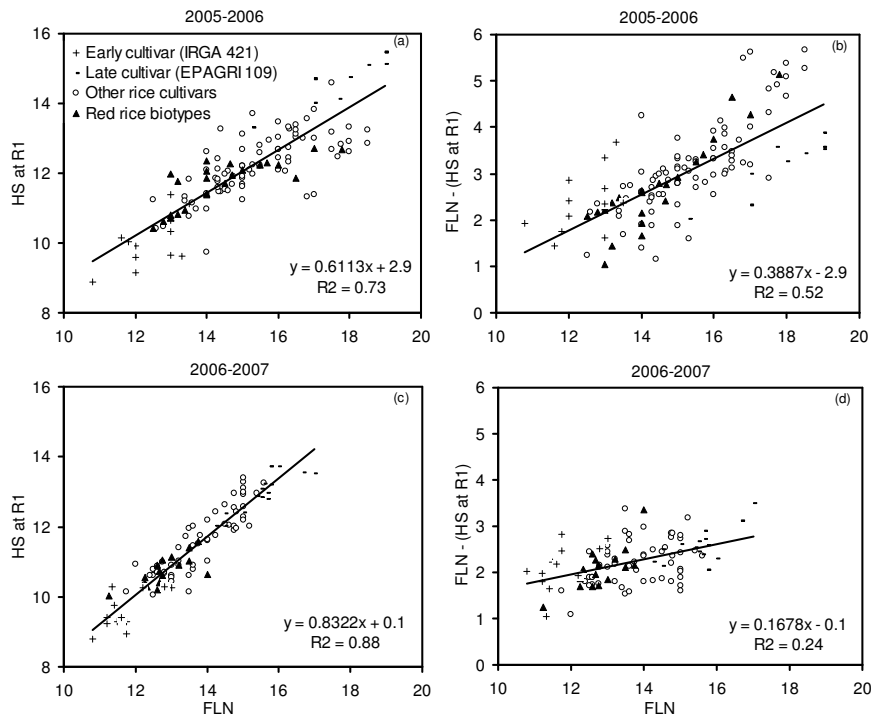 2005-2006
(a)
16
14
12
10
8
HS at R1
+ Early cultivar (IRGA 421)
- Late cultivar (EPAGRI 109)
○ Other rice cultivars
▲ Red rice biotypes
y = 0.6113x + 2.9
R2 = 0.73
10 12 14 16 18 20
2005-2006
(b)
6
5
4
3
2
1
0
FLN - (HS at R1)
y = 0.3887x - 2.9
R2 = 0.52
10 12 14 16 18 20
2006-2007
(c)
16
14
12
10
8
HS at R1
y = 0.8322x + 0.1
R2 = 0.88
10 12 14 16 18 20
FLN
2006-2007
(d)
6
5
4
3
2
1
0
FLN - (HS at R1)
y = 0.1678x - 0.1
R2 = 0.24
10 12 14 16 18 20
FLN